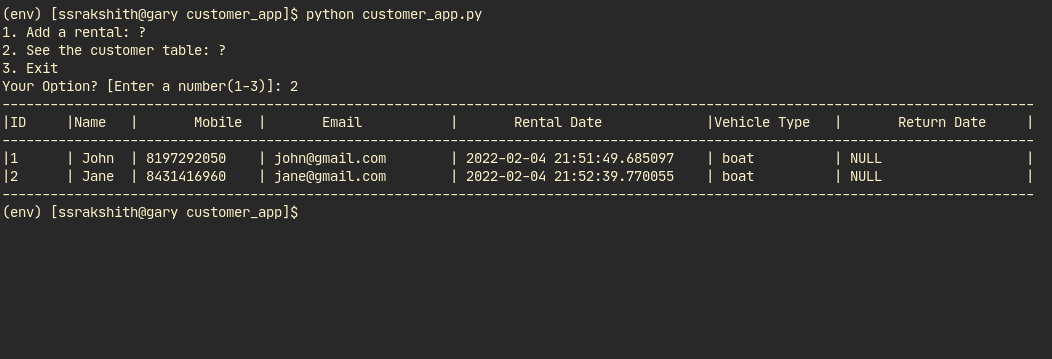 (env) [ssrakshith@gary customer_app]$ python customer_app.py
1. Add a rental: ?
2. See the customer table: ?
3. Exit
Your Option? [Enter a number(1-3)]: 2
---------------------------------------------------------------------------------------------------------------------------------
|ID     |Name   |       Mobile  |       Email           |       Rental Date             |Vehicle Type   |       Return Date     |
---------------------------------------------------------------------------------------------------------------------------------
|1      | John  | 8197292050    | john@gmail.com        | 2022-02-04 21:51:49.685097    | boat          | NULL                  |
|2      | Jane  | 8431416960    | jane@gmail.com        | 2022-02-04 21:52:39.770055    | boat          | NULL                  |
---------------------------------------------------------------------------------------------------------------------------------
(env) [ssrakshith@gary customer_app]$